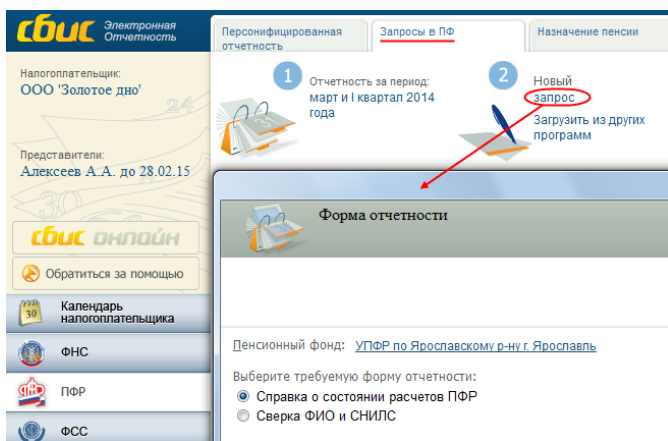 сбис Электронная
Отчетность
Налогоплательщик:
ООО 'Золотое дно'
24
Представители:
Алексеев А.А. до 28.02.15
30
сбис онлайн
Обратиться за помощью
30
Календарь
налогоплательщика
ФНС
ПФР
ФСС
Персонифицированная
отчетность
Запросы в ПФ
Назначение пенсии
1
Отчетность за период:
март и I квартал 2014
года
2
Новый
запрос
Загрузить из других
программ
Форма отчетности
Пенсионный фонд: УПФР по Ярославскому р-ну г. Ярославль
Выберите требуемую форму отчетности:
Справка о состоянии расчетов ПФР
Сверка ФИО и СНИЛС